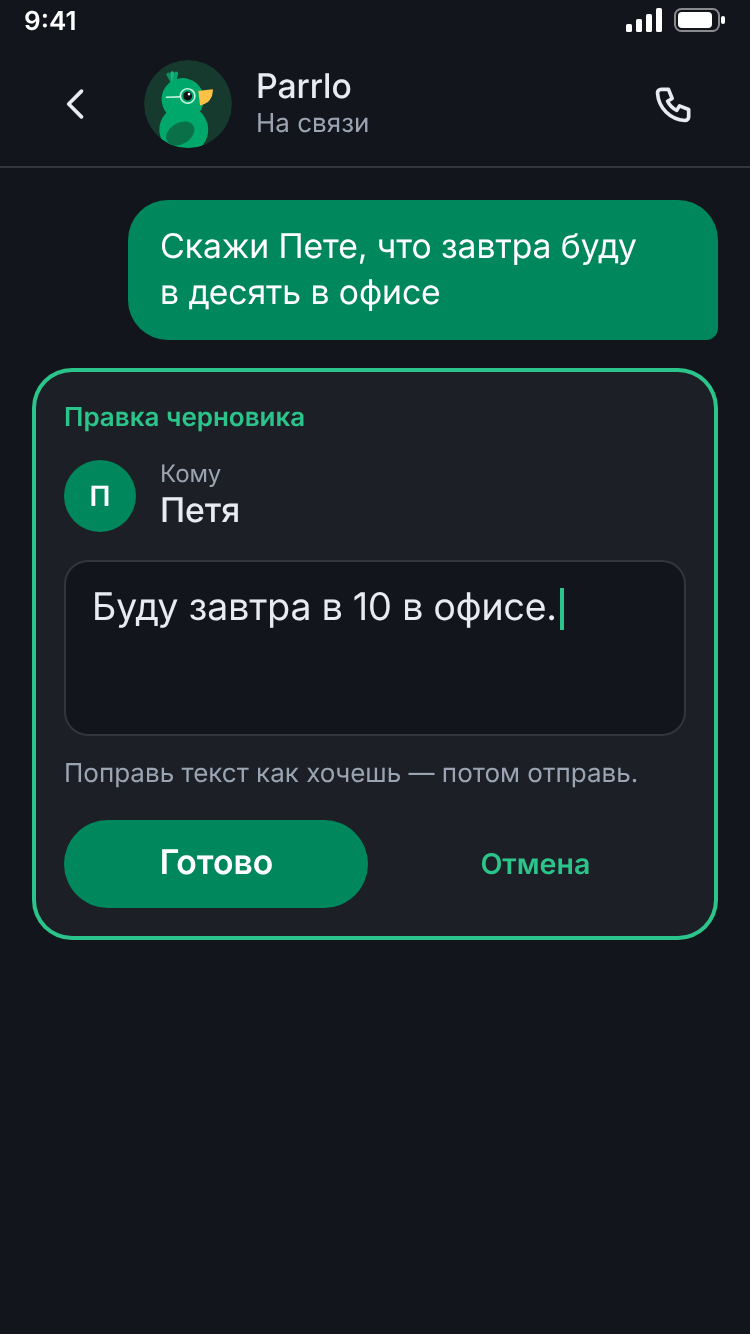 9:41
Parrlo
На связи
Скажи Пете, что завтра буду
в десять в офисе
Правка черновика
П
Кому
Петя
Буду завтра в 10 в офисе.
Поправь текст как хочешь — потом отправь.
Готово
Отмена